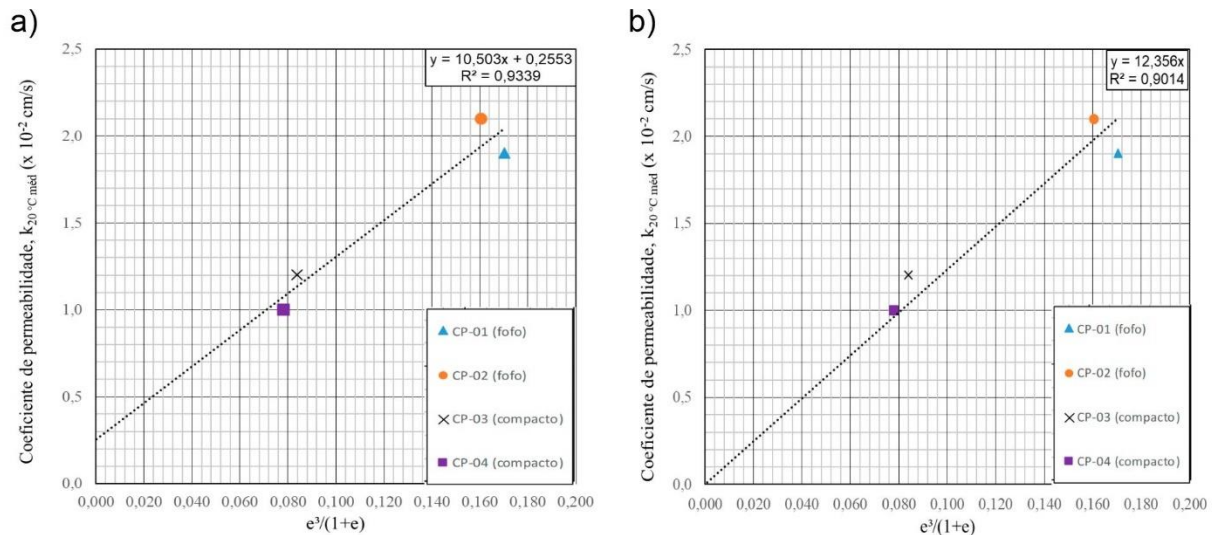 a)
y = 10,503x + 0,2553
R² = 0,9339
Coeficiente de permeabilidade, k20 °C méd (x 10-2 cm/s)
2,5
2,0
1,5
1,0
0,5
0,0
CP-01 (fofo)
CP-02 (fofo)
CP-03 (compacto)
CP-04 (compacto)
0,000 0,020 0,040 0,060 0,080 0,100 0,120 0,140 0,160 0,180 0,200
e³/(1+e)
b)
y = 12,356x
R² = 0,9014
Coeficiente de permeabilidade, k20 °C méd (x 10-2 cm/s)
2,5
2,0
1,5
1,0
0,5
0,0
CP-01 (fofo)
CP-02 (fofo)
CP-03 (compacto)
CP-04 (compacto)
0,000 0,020 0,040 0,060 0,080 0,100 0,120 0,140 0,160 0,180 0,200
e³/(1+e)